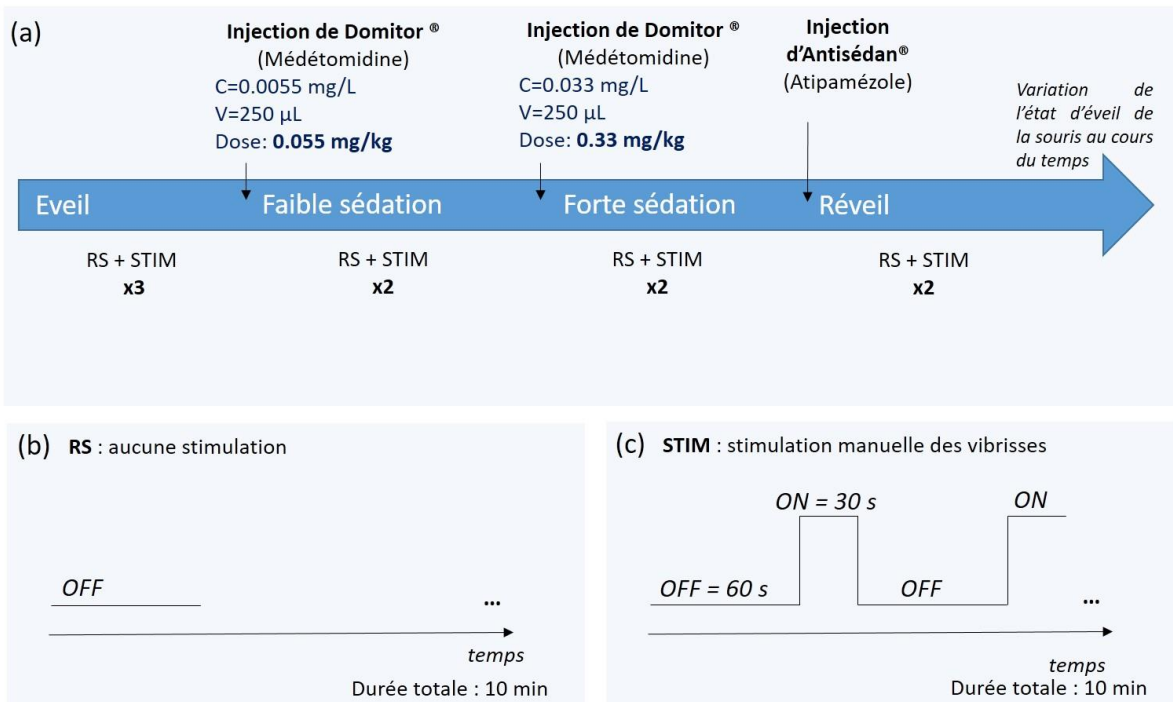 (a)
Injection de Domitor ®
(Médétomidine)
C=0.0055 mg/L
V=250 µL
Dose: 0.055 mg/kg
Injection de Domitor ®
(Médétomidine)
C=0.033 mg/L
V=250 µL
Dose: 0.33 mg/kg
Injection
d'Antisédan®
(Atipamézole)
Variation de
l'état d'éveil de
la souris au cours
du temps
Eveil
Faible sédation
Forte sédation
Réveil
RS + STIM
x3
RS + STIM
x2
RS + STIM
x2
RS + STIM
x2
(b) RS : aucune stimulation
OFF
...
temps
Durée totale : 10 min
(c) STIM : stimulation manuelle des vibrisses
ON = 30 s
ON
OFF = 60 s
OFF
...
temps
Durée totale : 10 min